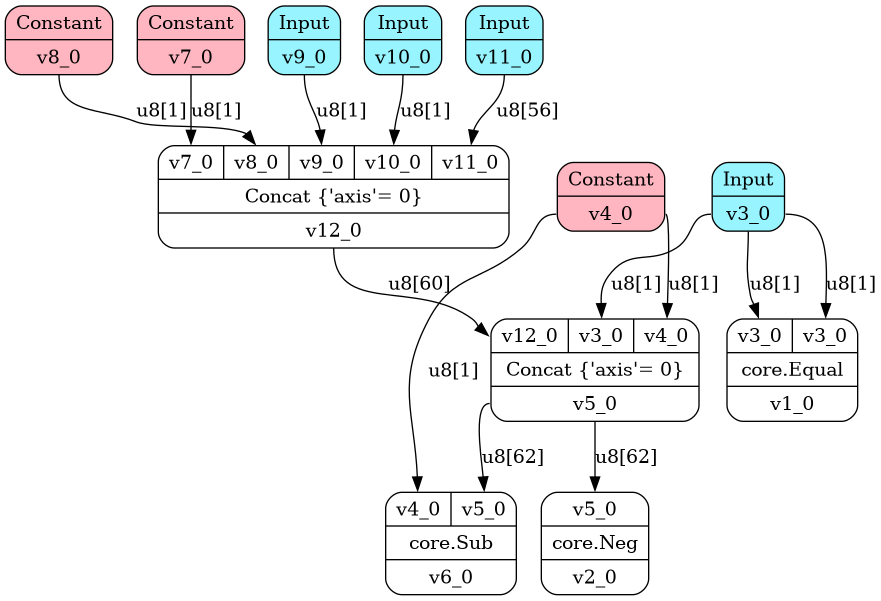 Constant
v8_0
Constant
v7_0
Input
v9_0
Input
v10_0
Input
v11_0
u8[1]
u8[1]
u8[1]
u8[1]
u8[56]
v7_0 v8_0 v9_0 v10_0 v11_0
Concat {'axis'= 0}
v12_0
Constant
v4_0
Input
v3_0
u8[60]
u8[1]
u8[1]
u8[1]
u8[1]
v12_0 v3_0 v4_0
Concat {'axis'= 0}
v5_0
v3_0 v3_0
core.Equal
v1_0
u8[1]
u8[62]
u8[62]
v4_0 v5_0
core.Sub
v6_0
v5_0
core.Neg
v2_0